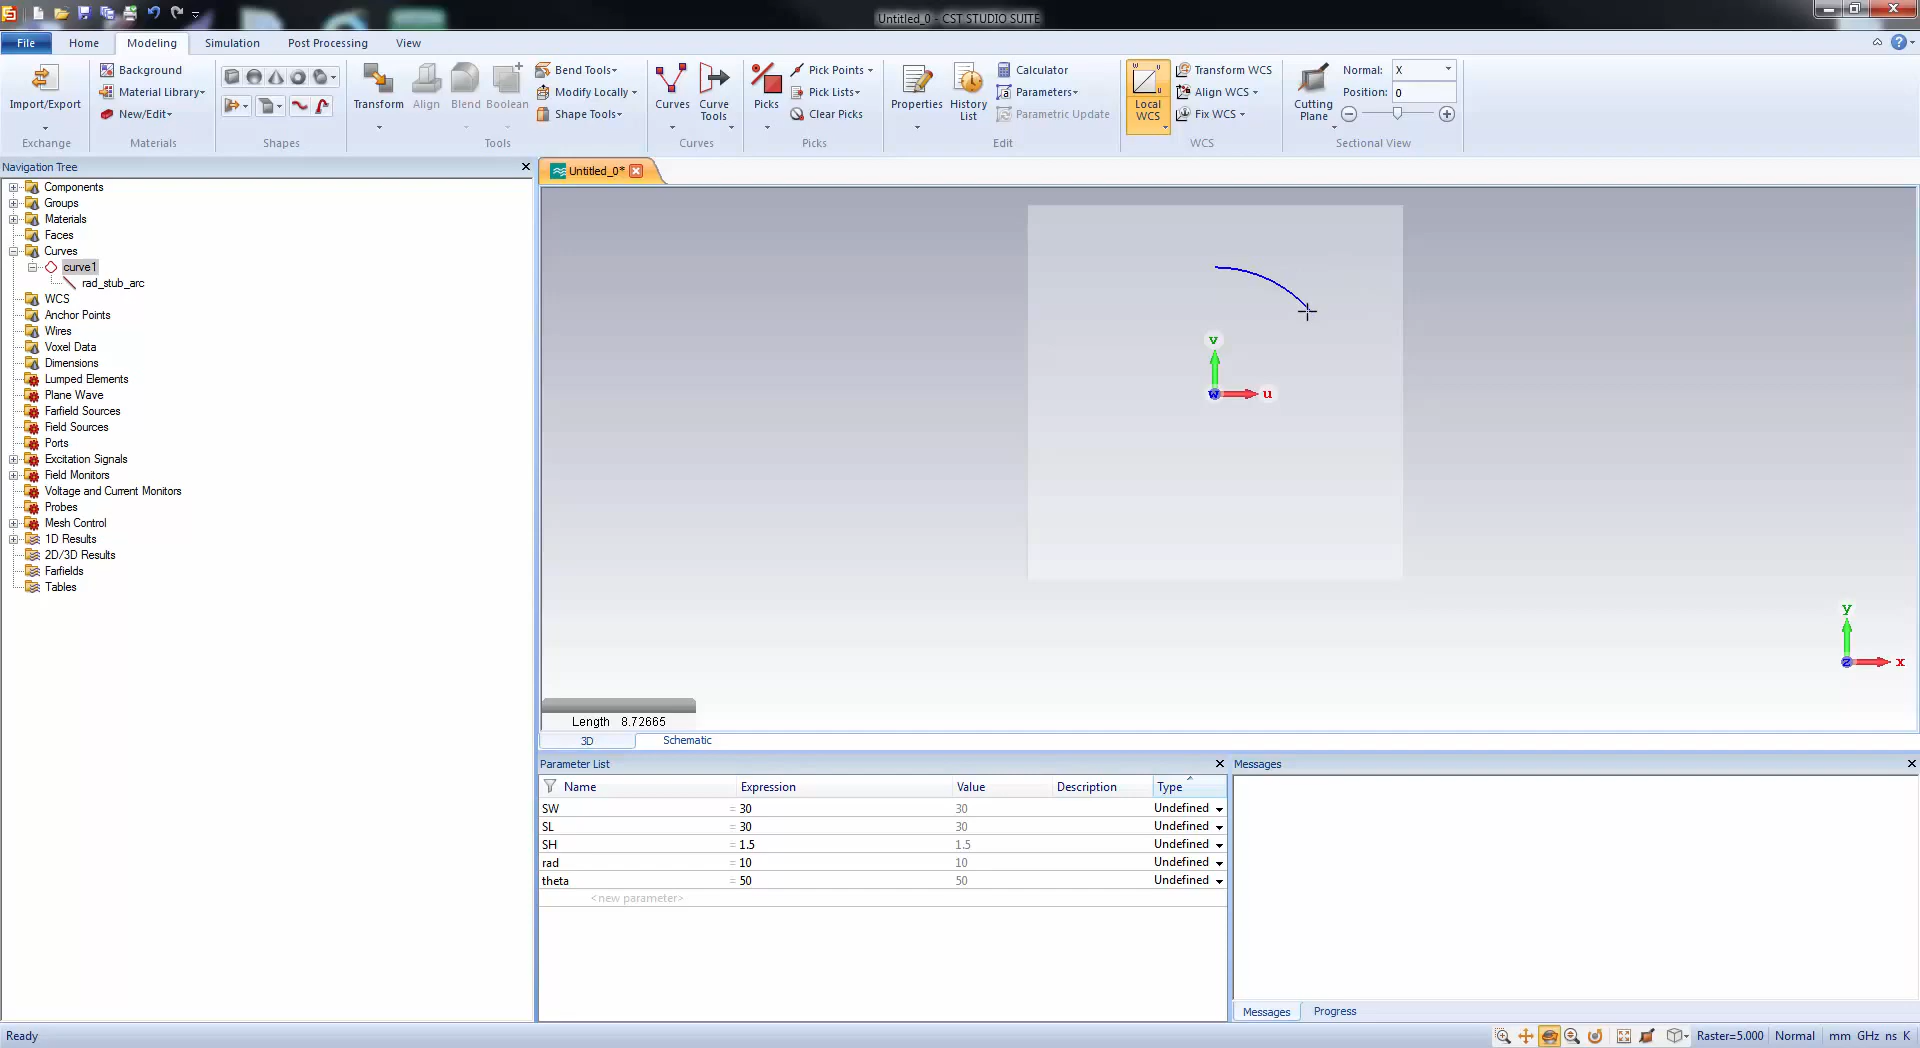 Untitled_0 - CST STUDIO SUITE
File Home Modeling Simulation Post Processing View
Import/Export
Exchange
Background
Material Library
New/Edit
Materials
Shapes
Transform
Align
Blend
Boolean
Bend Tools
Modify Locally
Shape Tools
Tools
Curves
Curve Tools
Curves
Picks
Pick Points
Pick Lists
Clear Picks
Picks
Properties
History List
Calculator
Parameters
Parametric Update
Edit
Local WCS
Transform WCS
Align WCS
Fix WCS
WCS
Cutting Plane
Normal: X
Position: 0
Sectional View
Navigation Tree
Components
Groups
Materials
Faces
Curves
curve1
rad_stub_arc
WCS
Anchor Points
Wires
Voxel Data
Dimensions
Lumped Elements
Plane Wave
Farfield Sources
Field Sources
Ports
Excitation Signals
Field Monitors
Voltage and Current Monitors
Probes
Mesh Control
1D Results
2D/3D Results
Farfields
Tables
Untitled_0*
v
w u
y
z x
Length 8.72665
3D Schematic
Parameter List
Name Expression Value Description Type
SW = 30 30 Undefined
SL = 30 30 Undefined
SH = 1.5 1.5 Undefined
rad = 10 10 Undefined
theta = 50 50 Undefined
<new parameter>
Messages
Messages Progress
Ready
Raster=5.000 Normal mm GHz ns K